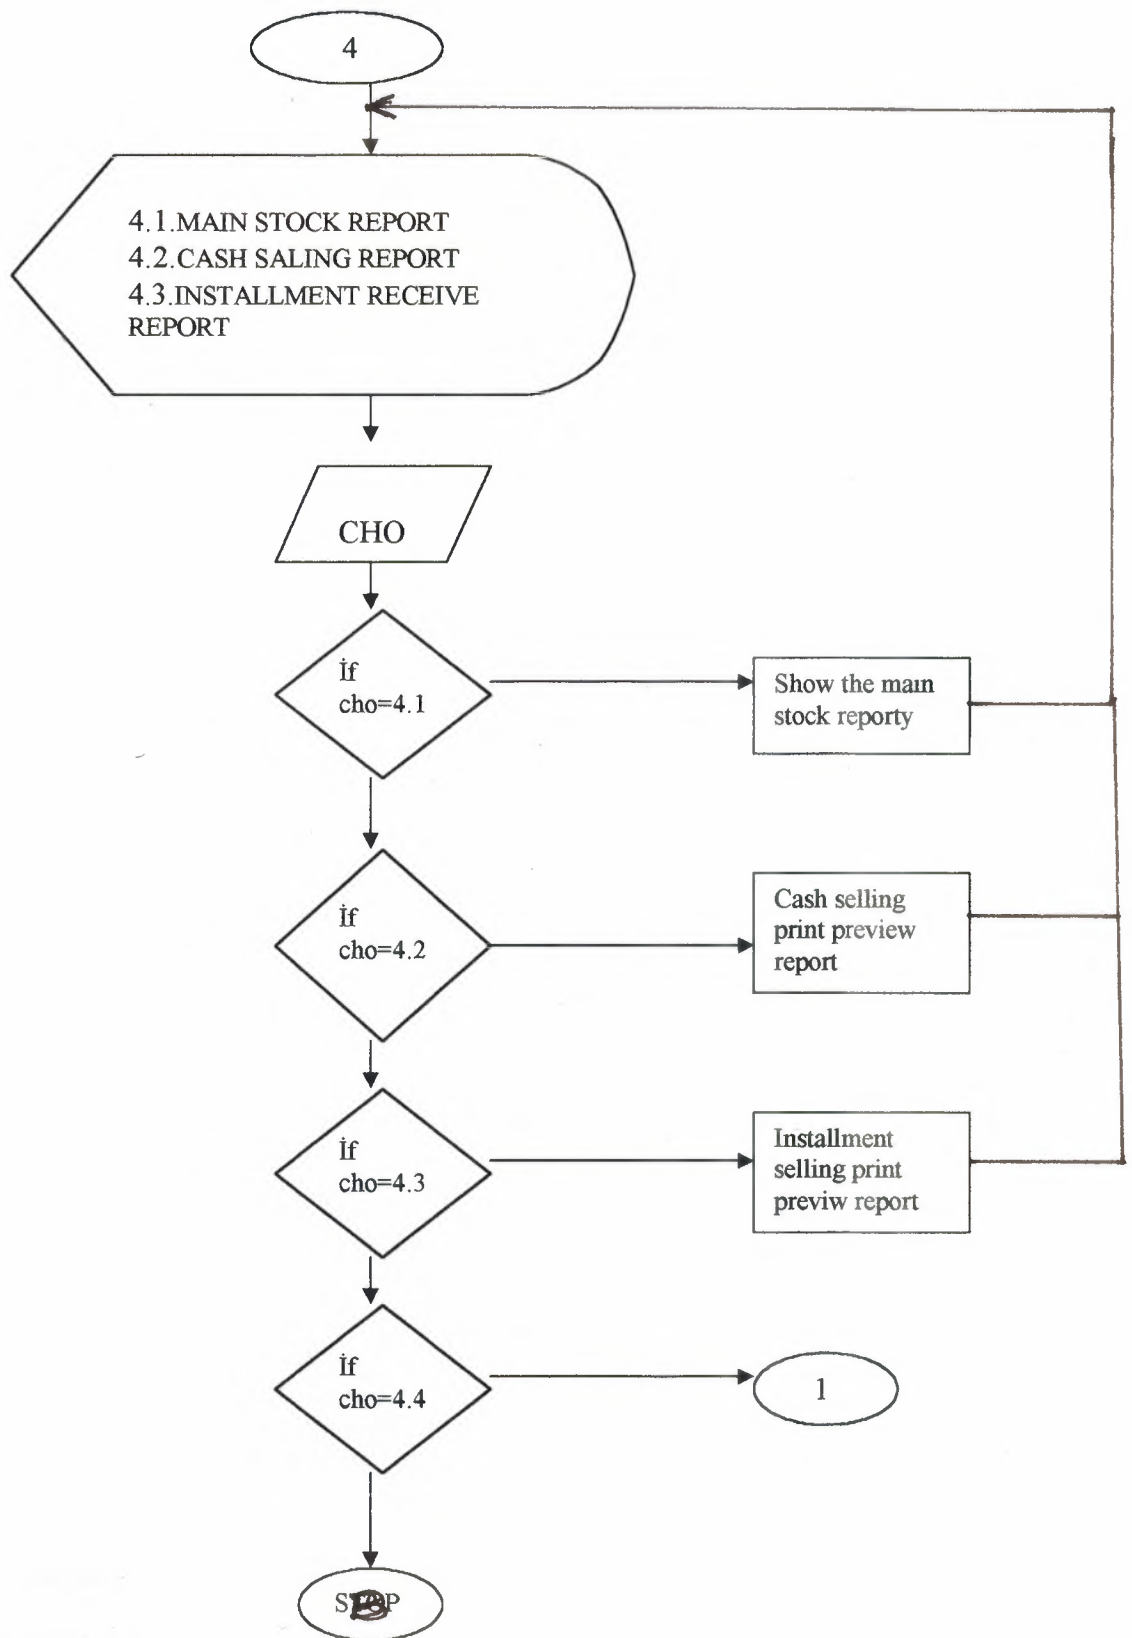 4
4.1.MAIN STOCK REPORT
4.2.CASH SALING REPORT
4.3.INSTALLMENT RECEIVE
REPORT
CHO
İf
cho=4.1
Show the main
stock reporty
İf
cho=4.2
Cash selling
print preview
report
İf
cho=4.3
Installment
selling print
previw report
İf
cho=4.4
1
STOP